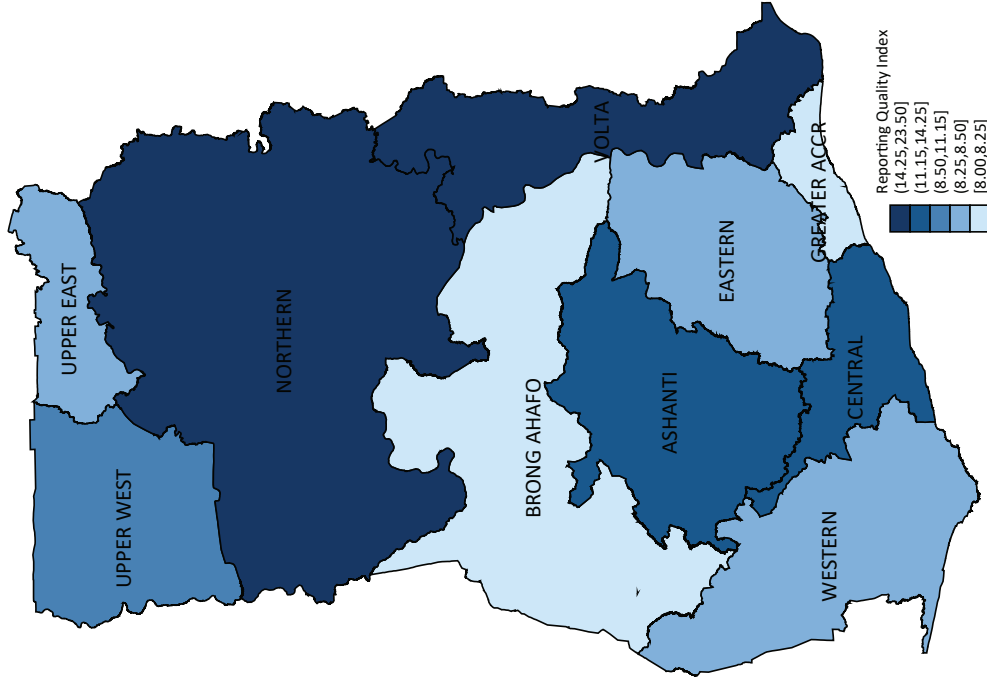 UPPER EAST
UPPER WEST
NORTHERN
VOLTA
BRONG AHAFO
EASTERN
ASHANTI
GREATER ACCR
CENTRAL
WESTERN
Reporting Quality Index
(14.25,23.50]
(11.15,14.25]
(8.50,11.15]
(8.25,8.50]
[8.00,8.25]